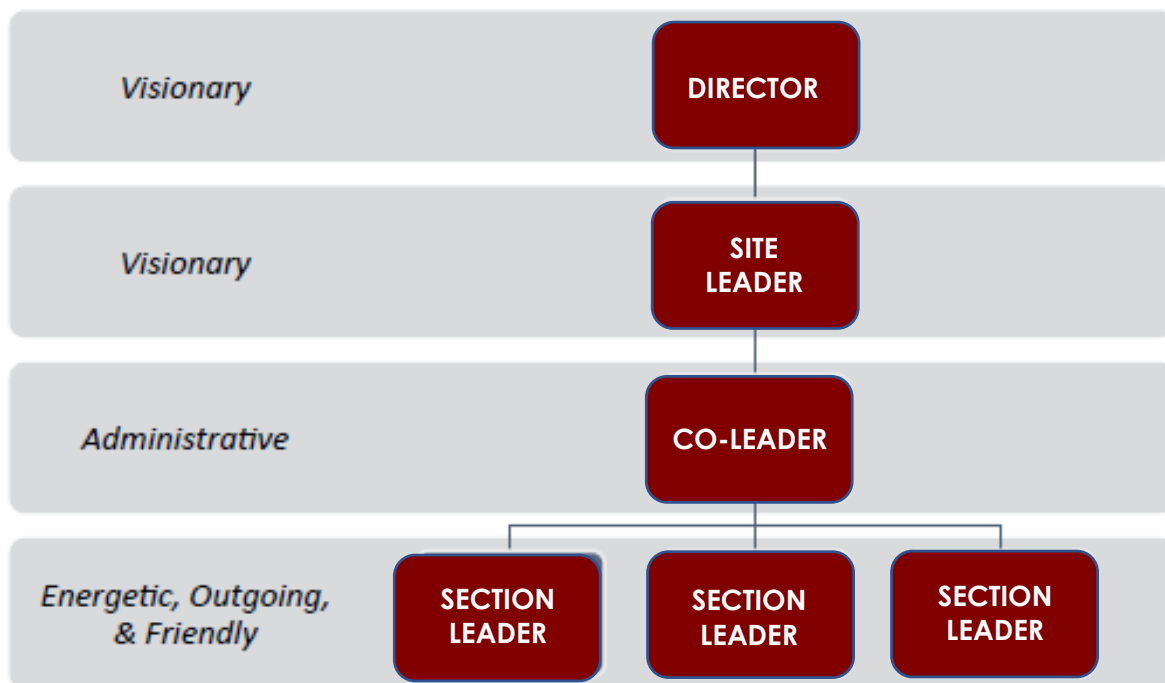 Visionary
DIRECTOR
Visionary
SITE
LEADER
Administrative
CO-LEADER
Energetic, Outgoing,
& Friendly
SECTION
LEADER
SECTION
LEADER
SECTION
LEADER